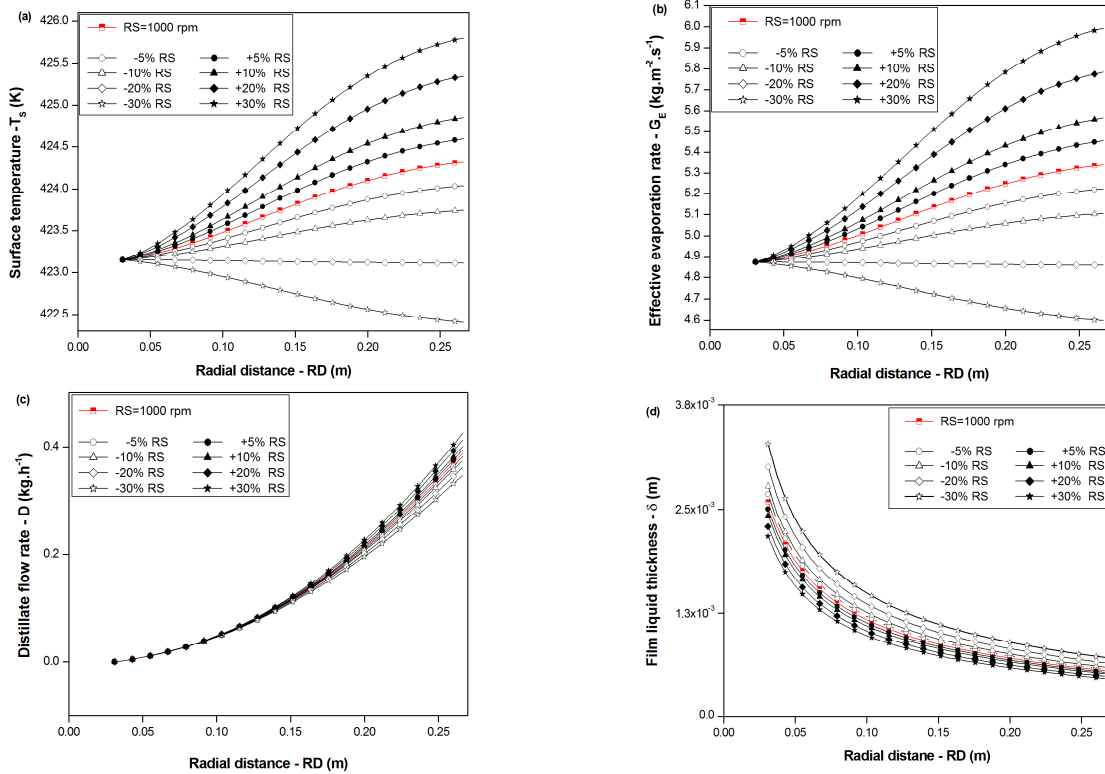 (a)
RS=1000 rpm
-5% RS +5% RS
-10% RS +10% RS
-20% RS +20% RS
-30% RS +30% RS
426.0
425.5
425.0
424.5
424.0
423.5
423.0
422.5
Surface temperature -T_S (K)
0.00 0.05 0.10 0.15 0.20 0.25
Radial distance - RD (m)
(b)
RS=1000 rpm
-5% RS +5% RS
-10% RS +10% RS
-20% RS +20% RS
-30% RS +30% RS
6.1
6.0
5.9
5.8
5.7
5.6
5.5
5.4
5.3
5.2
5.1
5.0
4.9
4.8
4.7
4.6
Effective evaporation rate - G_E (kg.m⁻².s⁻¹)
0.00 0.05 0.10 0.15 0.20 0.25
Radial distance - RD (m)
(c)
RS=1000 rpm
-5% RS +5% RS
-10% RS +10% RS
-20% RS +20% RS
-30% RS +30% RS
0.4
0.2
0.0
Distillate flow rate - D (kg.h⁻¹)
0.00 0.05 0.10 0.15 0.20 0.25
Radial distance - RD (m)
(d)
RS=1000 rpm
-5% RS +5% RS
-10% RS +10% RS
-20% RS +20% RS
-30% RS +30% RS
3.8x10⁻³
2.5x10⁻³
1.3x10⁻³
0.0
Film liquid thickness - δ (m)
0.00 0.05 0.10 0.15 0.20 0.25
Radial distane - RD (m)